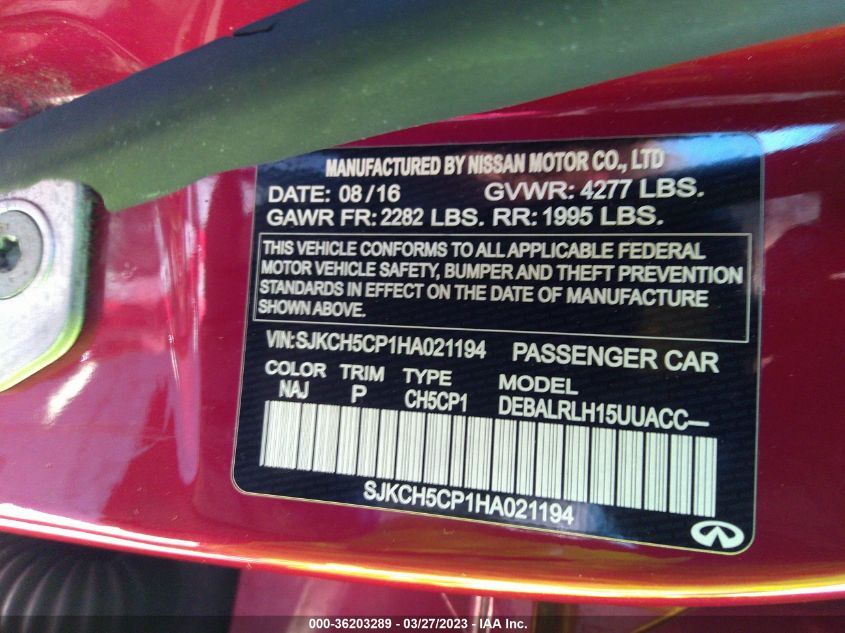 MANUFACTURED BY NISSAN MOTOR CO., LTD
DATE: 08/16 GVWR: 4277 LBS.
GAWR FR: 2282 LBS. RR: 1995 LBS.
THIS VEHICLE CONFORMS TO ALL APPLICABLE FEDERAL
MOTOR VEHICLE SAFETY, BUMPER AND THEFT PREVENTION
STANDARDS IN EFFECT ON THE DATE OF MANUFACTURE
SHOWN ABOVE.
VIN:SJKCH5CP1HA021194 PASSENGER CAR
COLOR TRIM TYPE MODEL
NAJ P CH5CP1 DEBALRLH15UUACC—
SJKCH5CP1HA021194
000-36203289 — 03/27/2023 — IAA Inc.